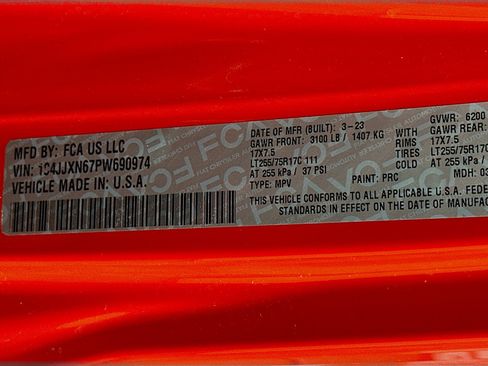 MFD BY: FCA US LLC
VIN: 1C4JJXN67PW690974
VEHICLE MADE IN U.S.A.
DATE OF MFR (BUILT): 3-23 GVWR: 6200
GAWR FRONT: 3100 LB / 1407 KG WITH GAWR REAR:
17X7.5 RIMS 17X7.5
LT255/75R17C 111 TIRES LT255/75R17C
AT 255 kPa / 37 PSI AT 255 kPa
TYPE: MPV PAINT: PRC MDH: 03
THIS VEHICLE CONFORMS TO ALL APPLICABLE U.S.A. FEDE
STANDARDS IN EFFECT ON THE DATE OF MANUFAC